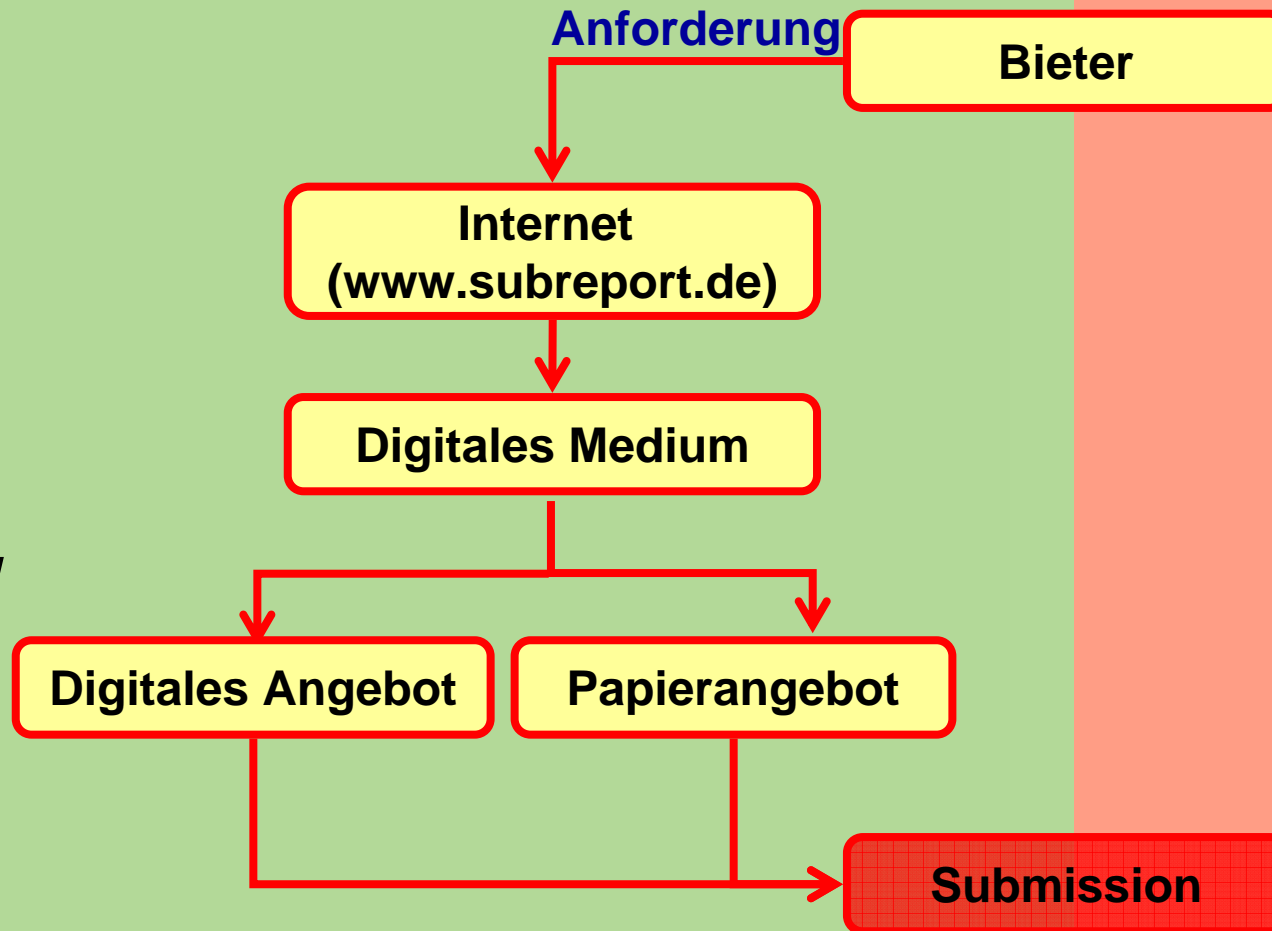 Anforderung
Bieter
Internet
(www.subreport.de)
Digitales Medium
Digitales Angebot
Papierangebot
Submission